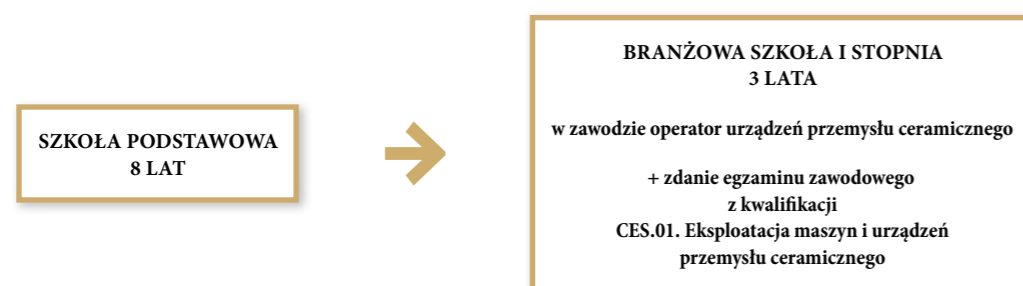 SZKOŁA PODSTAWOWA
8 LAT
BRANŻOWA SZKOŁA I STOPNIA
3 LATA
w zawodzie operator urządzeń przemysłu ceramicznego
+ zdanie egzaminu zawodowego
z kwalifikacji
CES.01. Eksploatacja maszyn i urządzeń
przemysłu ceramicznego